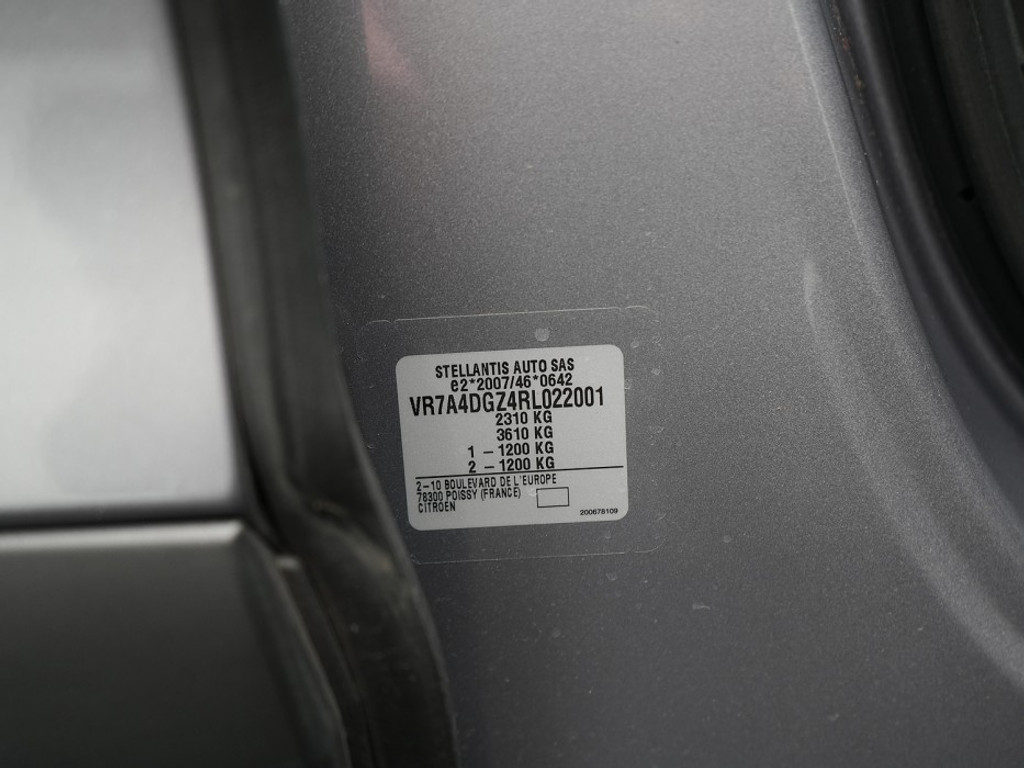 STELLANTIS AUTO SAS
e2*2007/46*0642
VR7A4DGZ4RL022001
2310 KG
3610 KG
1 – 1200 KG
2 – 1200 KG
2–10 BOULEVARD DE L'EUROPE
78300 POISSY (FRANCE)
CITROEN
200678109